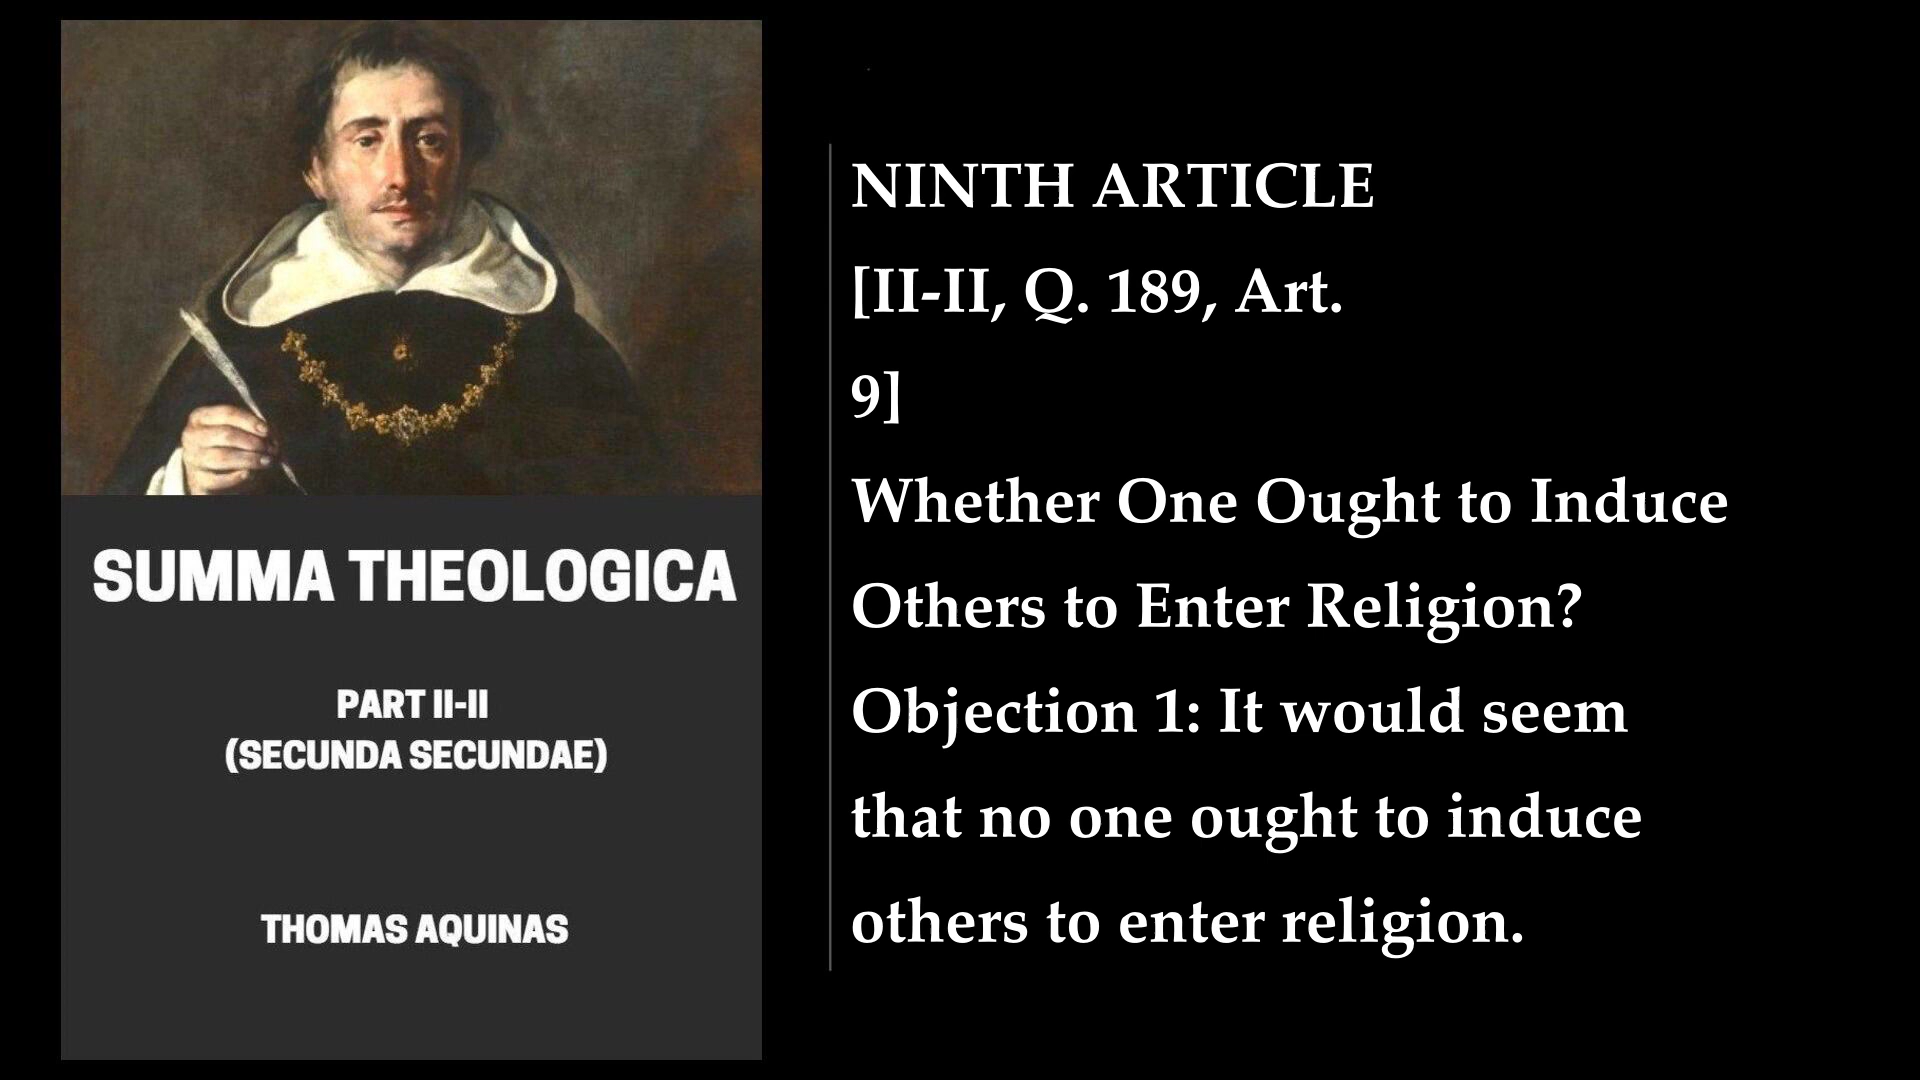 SUMMA THEOLOGICA
PART II-II
(SECUNDA SECUNDAE)
THOMAS AQUINAS
NINTH ARTICLE
[II-II, Q. 189, Art.
9]
Whether One Ought to Induce
Others to Enter Religion?
Objection 1: It would seem
that no one ought to induce
others to enter religion.